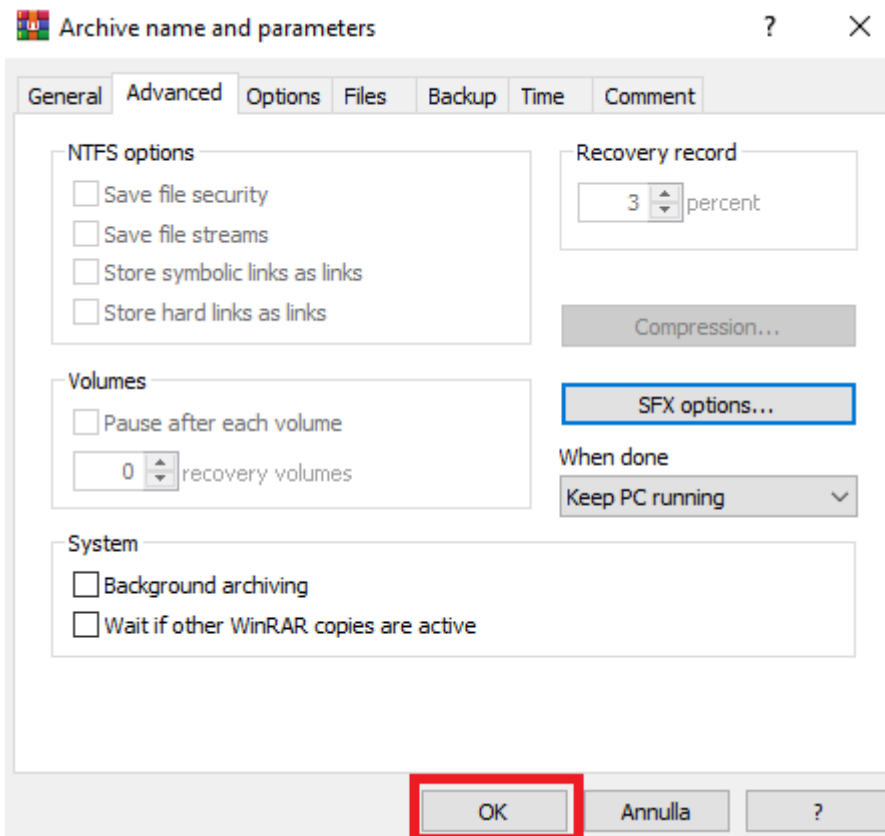 Archive name and parameters ?
General Advanced Options Files Backup Time Comment
NTFS options
Save file security
Save file streams
Store symbolic links as links
Store hard links as links
Recovery record
3 percent
Compression...
Volumes
Pause after each volume
0 recovery volumes
SFX options...
When done
Keep PC running
System
Background archiving
Wait if other WinRAR copies are active
OK Annulla ?